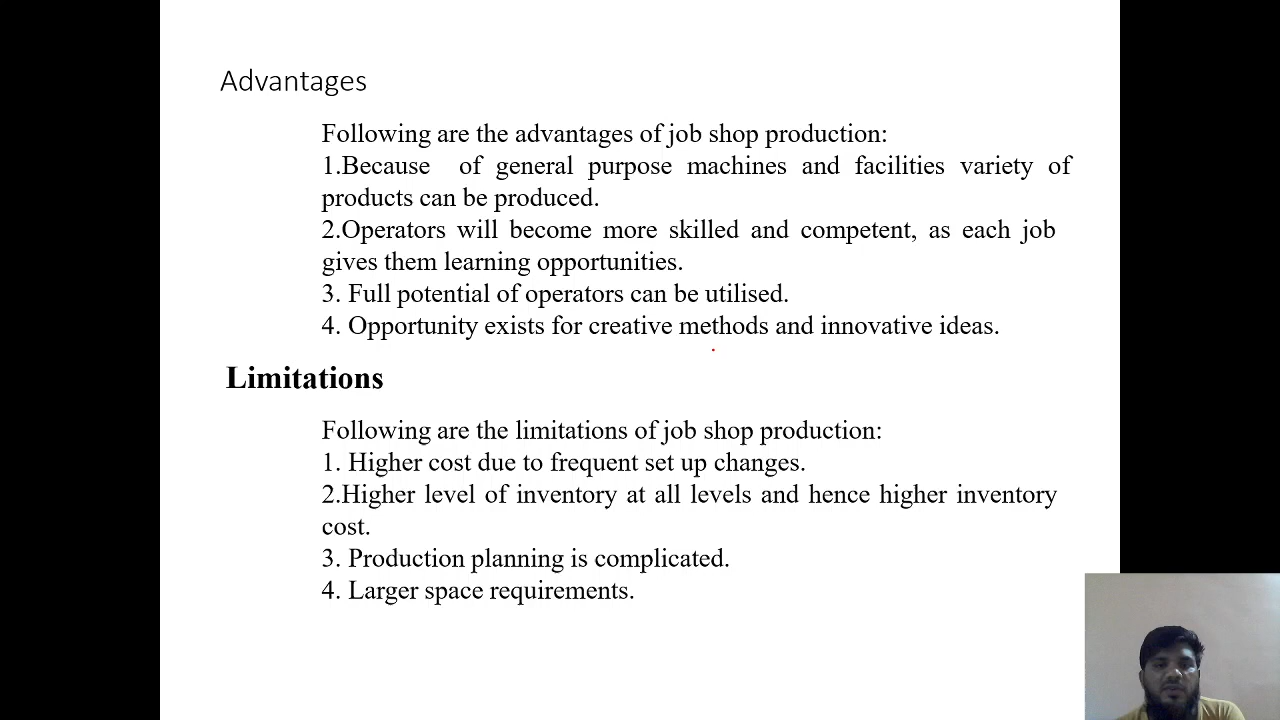 Advantages
Following are the advantages of job shop production:
1.Because of general purpose machines and facilities variety of
products can be produced.
2.Operators will become more skilled and competent, as each job
gives them learning opportunities.
3. Full potential of operators can be utilised.
4. Opportunity exists for creative methods and innovative ideas.
Limitations
Following are the limitations of job shop production:
1. Higher cost due to frequent set up changes.
2.Higher level of inventory at all levels and hence higher inventory
cost.
3. Production planning is complicated.
4. Larger space requirements.